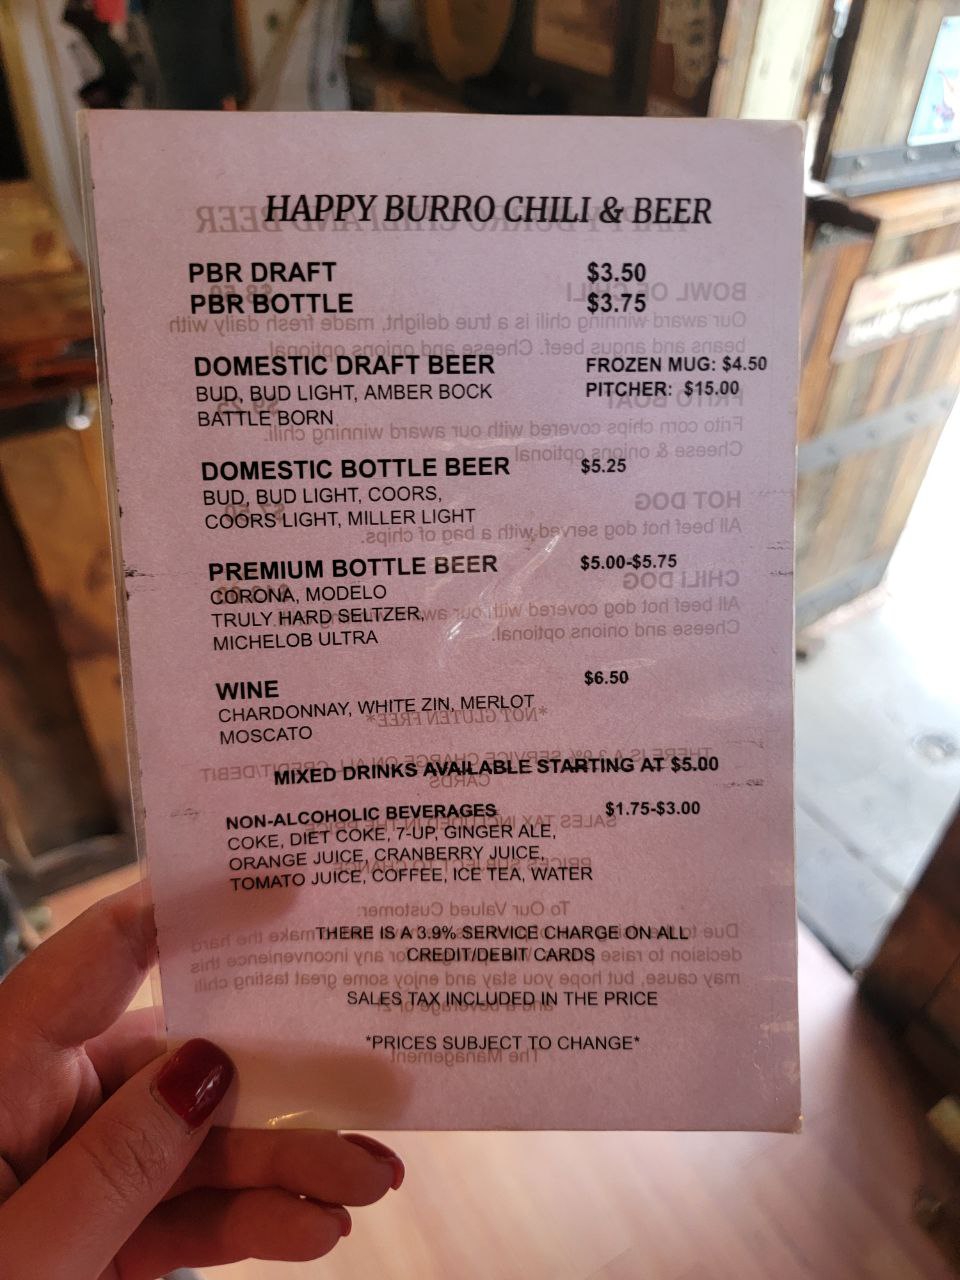 HAPPY BURRO CHILI & BEER
PBR DRAFT $3.50
PBR BOTTLE $3.75
DOMESTIC DRAFT BEER FROZEN MUG: $4.50
BUD, BUD LIGHT, AMBER BOCK PITCHER: $15.00
BATTLE BORN
DOMESTIC BOTTLE BEER $5.25
BUD, BUD LIGHT, COORS,
COORS LIGHT, MILLER LIGHT
PREMIUM BOTTLE BEER $5.00-$5.75
CORONA, MODELO
TRULY HARD SELTZER,
MICHELOB ULTRA
WINE $6.50
CHARDONNAY, WHITE ZIN, MERLOT
MOSCATO
MIXED DRINKS AVAILABLE STARTING AT $5.00
NON-ALCOHOLIC BEVERAGES $1.75-$3.00
COKE, DIET COKE, 7-UP, GINGER ALE,
ORANGE JUICE, CRANBERRY JUICE,
TOMATO JUICE, COFFEE, ICE TEA, WATER
THERE IS A 3.9% SERVICE CHARGE ON ALL
CREDIT/DEBIT CARDS
SALES TAX INCLUDED IN THE PRICE
*PRICES SUBJECT TO CHANGE*